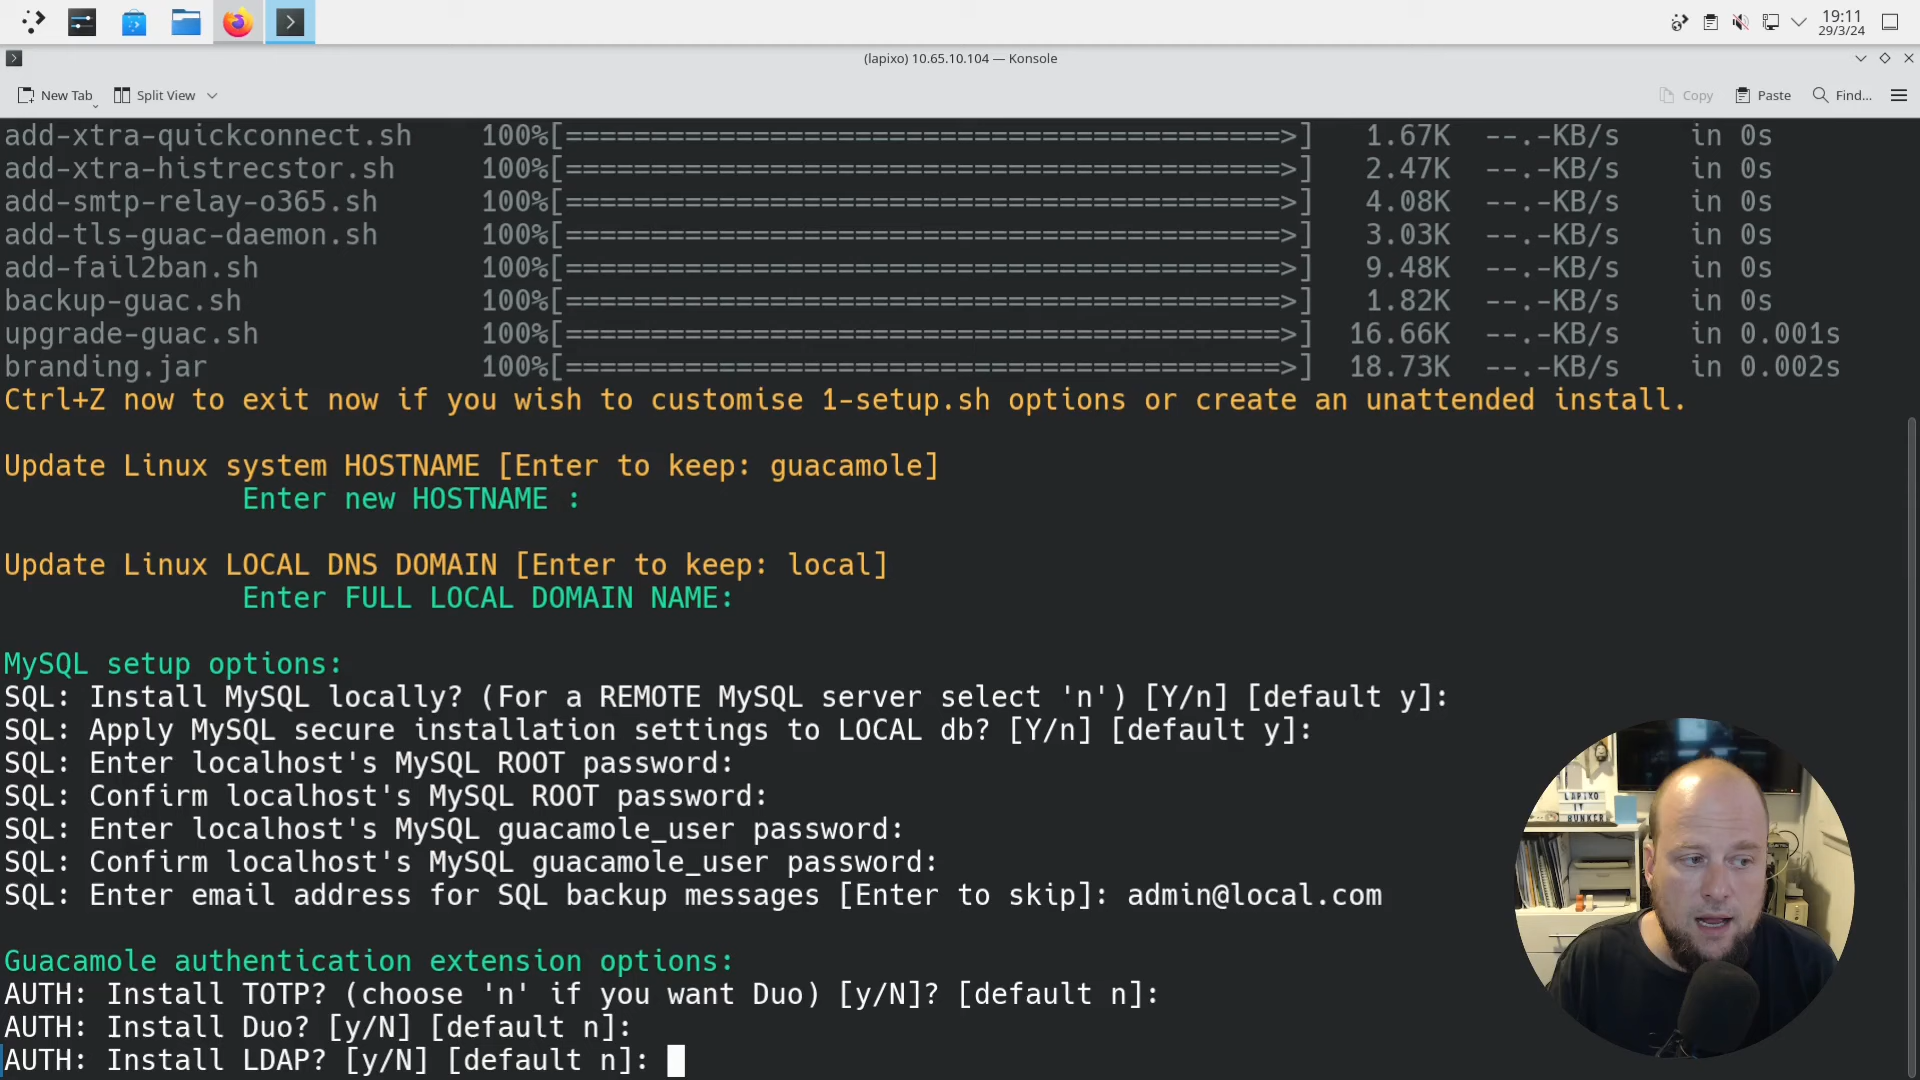 19:11
29/3/24
(lapixo) 10.65.10.104 — Konsole
New Tab
Split View
Copy
Paste
Find...
add-xtra-quickconnect.sh 100%[==========================================>] 1.67K --.-KB/s in 0s
add-xtra-histrecstor.sh 100%[==========================================>] 2.47K --.-KB/s in 0s
add-smtp-relay-o365.sh 100%[==========================================>] 4.08K --.-KB/s in 0s
add-tls-guac-daemon.sh 100%[==========================================>] 3.03K --.-KB/s in 0s
add-fail2ban.sh 100%[==========================================>] 9.48K --.-KB/s in 0s
backup-guac.sh 100%[==========================================>] 1.82K --.-KB/s in 0s
upgrade-guac.sh 100%[==========================================>] 16.66K --.-KB/s in 0.001s
branding.jar 100%[==========================================>] 18.73K --.-KB/s in 0.002s
Ctrl+Z now to exit now if you wish to customise 1-setup.sh options or create an unattended install.
Update Linux system HOSTNAME [Enter to keep: guacamole]
Enter new HOSTNAME :
Update Linux LOCAL DNS DOMAIN [Enter to keep: local]
Enter FULL LOCAL DOMAIN NAME:
MySQL setup options:
SQL: Install MySQL locally? (For a REMOTE MySQL server select 'n') [Y/n] [default y]:
SQL: Apply MySQL secure installation settings to LOCAL db? [Y/n] [default y]:
SQL: Enter localhost's MySQL ROOT password:
SQL: Confirm localhost's MySQL ROOT password:
SQL: Enter localhost's MySQL guacamole_user password:
SQL: Confirm localhost's MySQL guacamole_user password:
SQL: Enter email address for SQL backup messages [Enter to skip]: admin@local.com
Guacamole authentication extension options:
AUTH: Install TOTP? (choose 'n' if you want Duo) [y/N]? [default n]:
AUTH: Install Duo? [y/N] [default n]:
AUTH: Install LDAP? [y/N] [default n]:
LAPIXO
IT
BUNKER